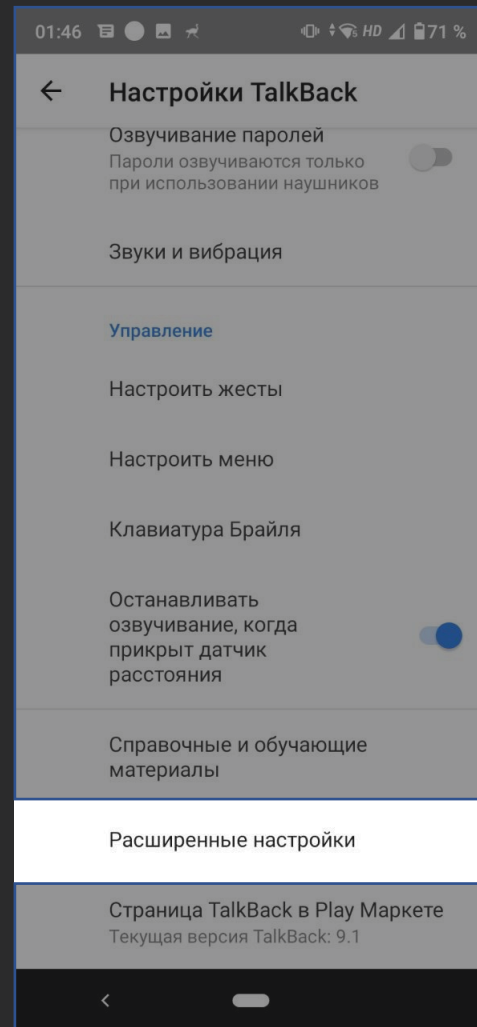 01:46 HD 71 %
Настройки TalkBack
Озвучивание паролей
Пароли озвучиваются только
при использовании наушников
Звуки и вибрация
Управление
Настроить жесты
Настроить меню
Клавиатура Брайля
Останавливать
озвучивание, когда
прикрыт датчик
расстояния
Справочные и обучающие
материалы
Расширенные настройки
Страница TalkBack в Play Маркете
Текущая версия TalkBack: 9.1